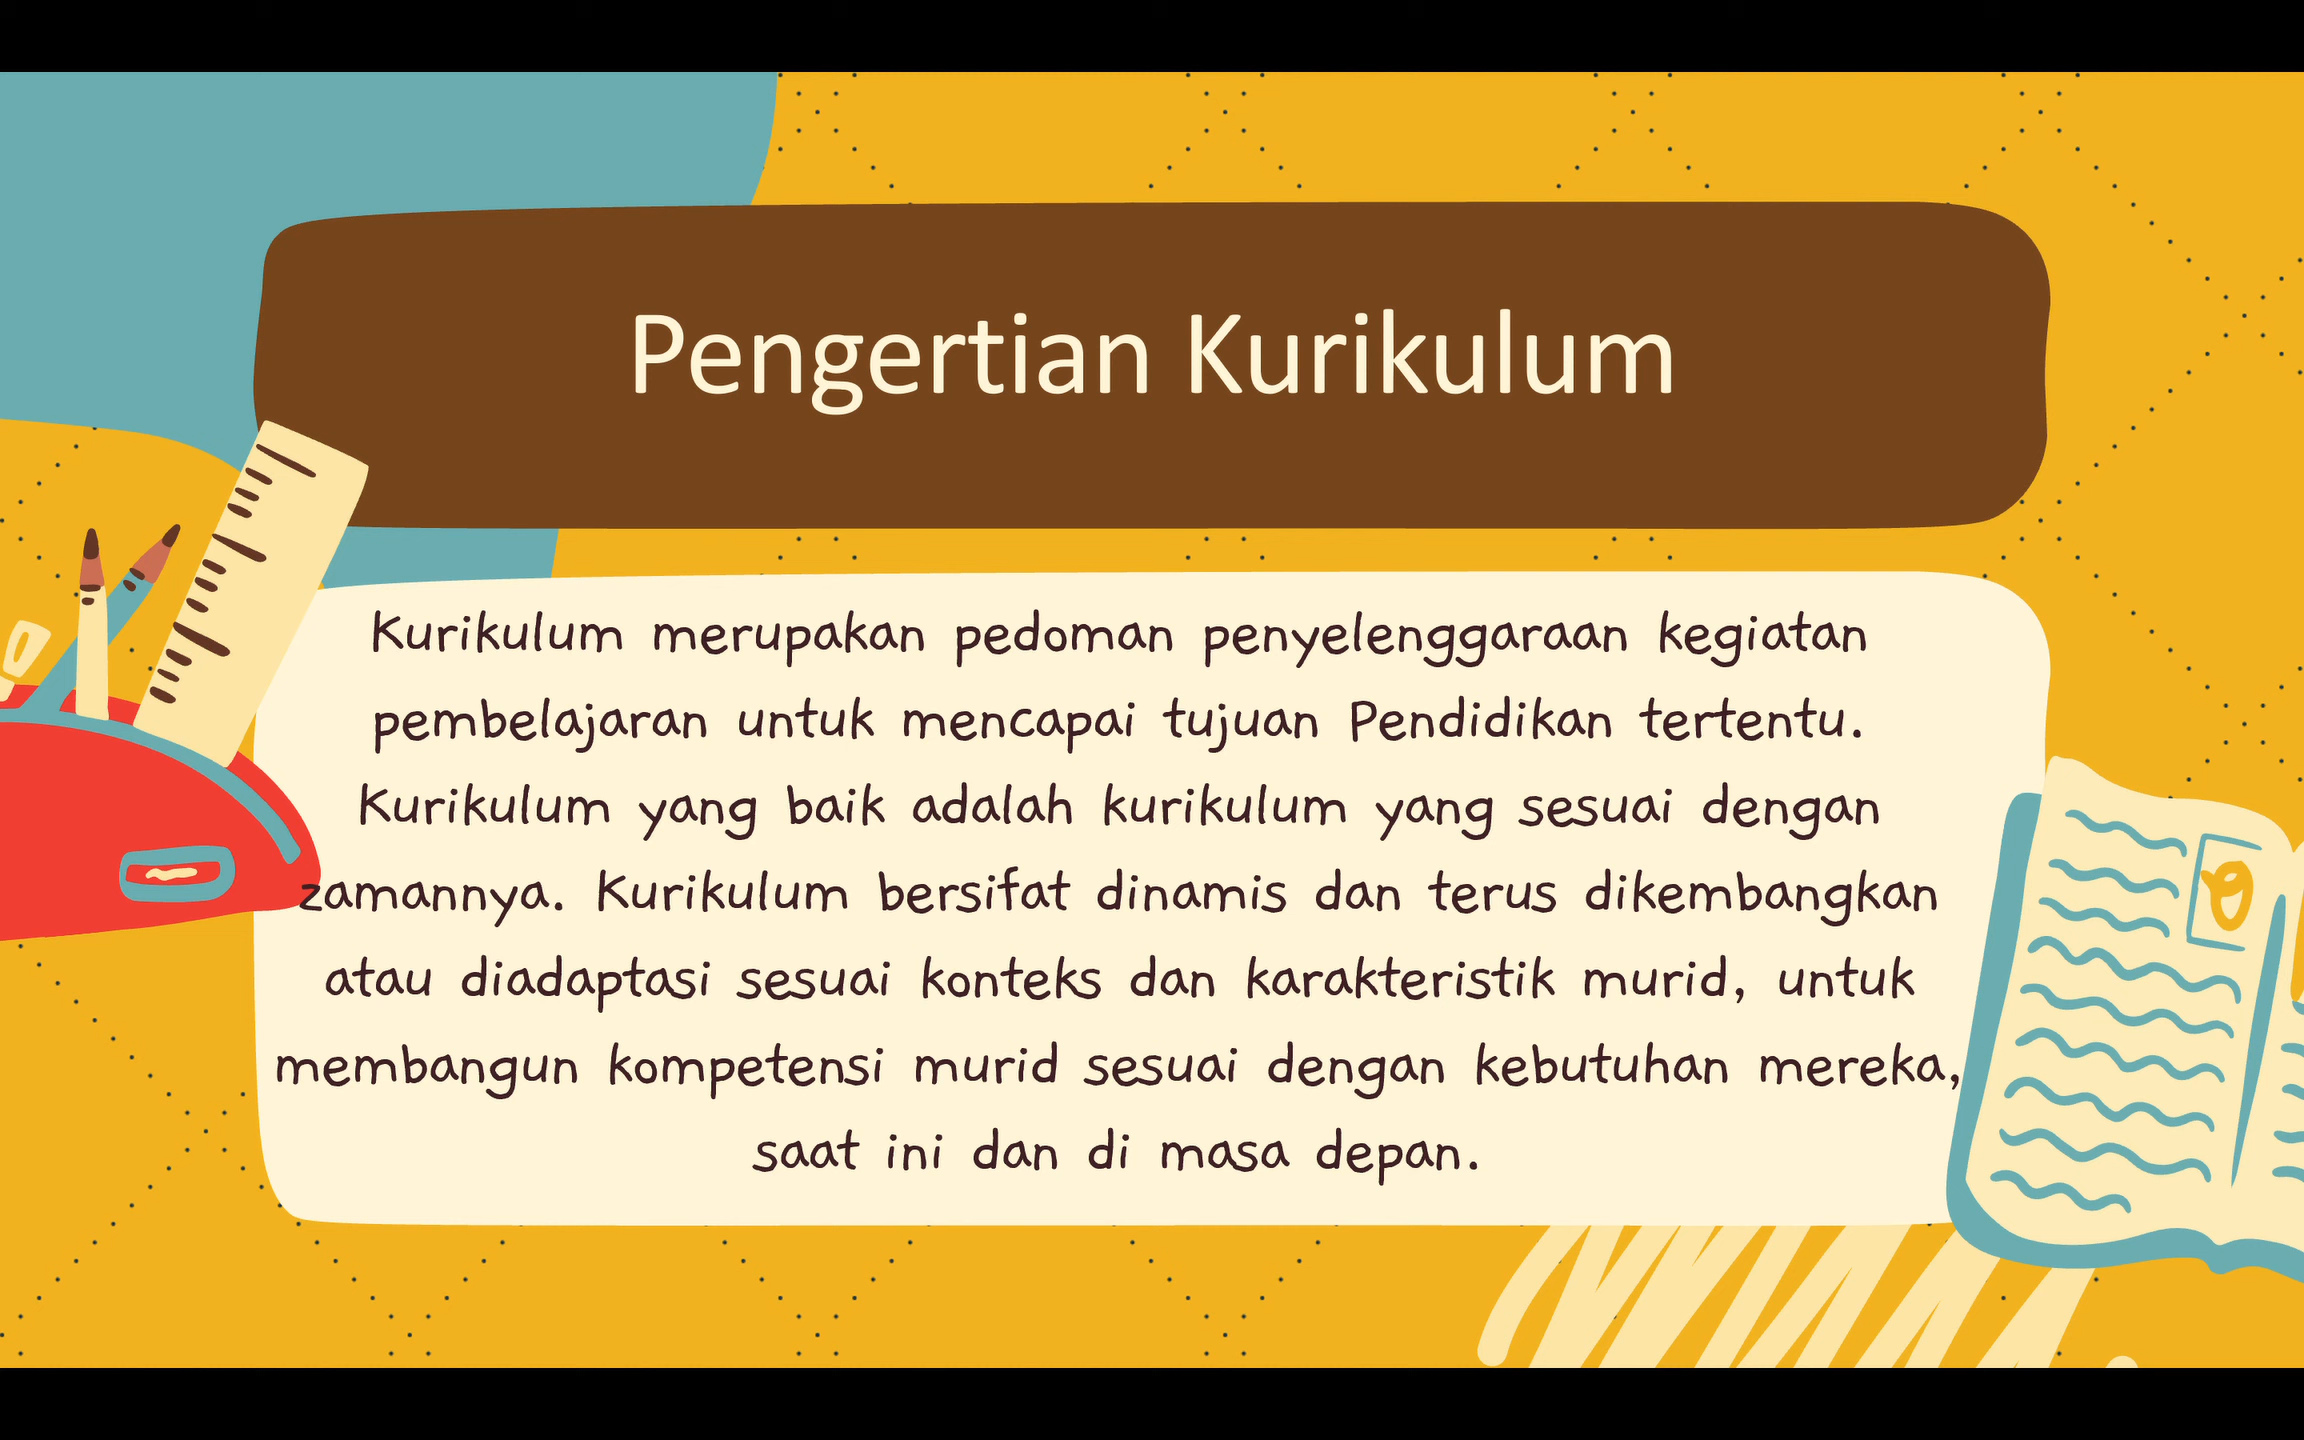 Pengertian Kurikulum
Kurikulum merupakan pedoman penyelenggaraan kegiatan
pembelajaran untuk mencapai tujuan Pendidikan tertentu.
Kurikulum yang baik adalah kurikulum yang sesuai dengan
zamannya. Kurikulum bersifat dinamis dan terus dikembangkan
atau diadaptasi sesuai konteks dan karakteristik murid, untuk
membangun kompetensi murid sesuai dengan kebutuhan mereka,
saat ini dan di masa depan.